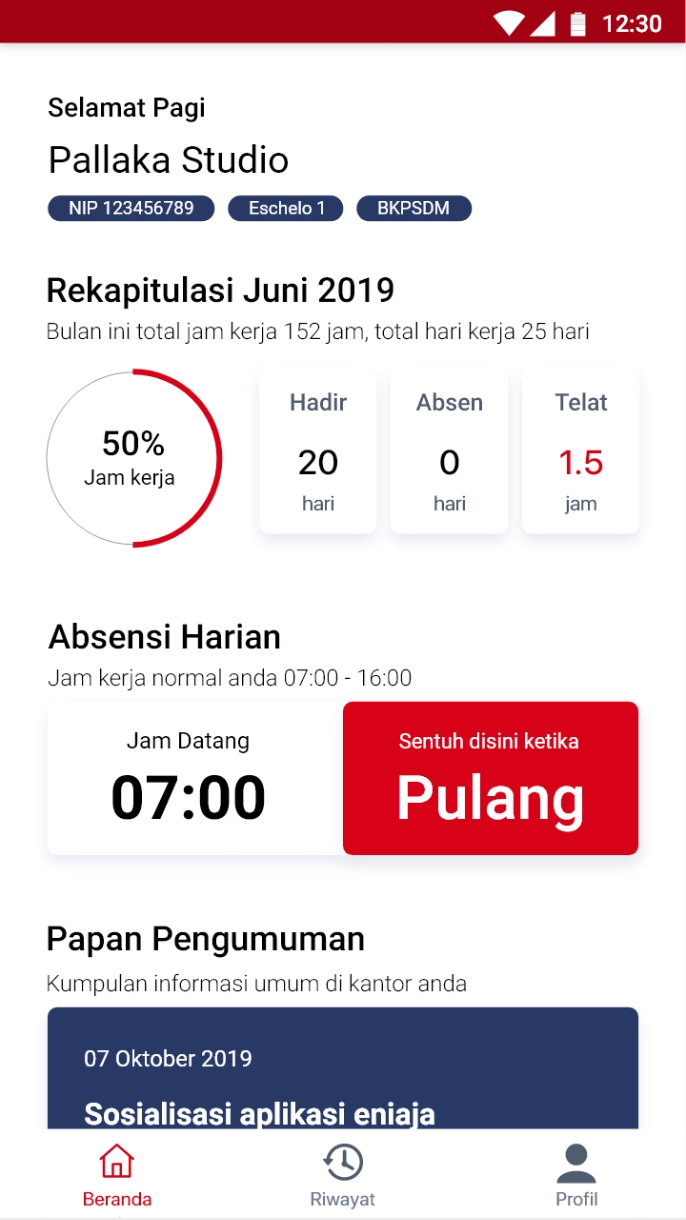 12:30
Selamat Pagi
Pallaka Studio
NIP 123456789 Eschelo 1 BKPSDM
Rekapitulasi Juni 2019
Bulan ini total jam kerja 152 jam, total hari kerja 25 hari
50%
Jam kerja
Hadir Absen Telat
20 0 1.5
hari hari jam
Absensi Harian
Jam kerja normal anda 07:00 - 16:00
Jam Datang
07:00
Sentuh disini ketika
Pulang
Papan Pengumuman
Kumpulan informasi umum di kantor anda
07 Oktober 2019
Sosialisasi aplikasi eniaja
Beranda Riwayat Profil